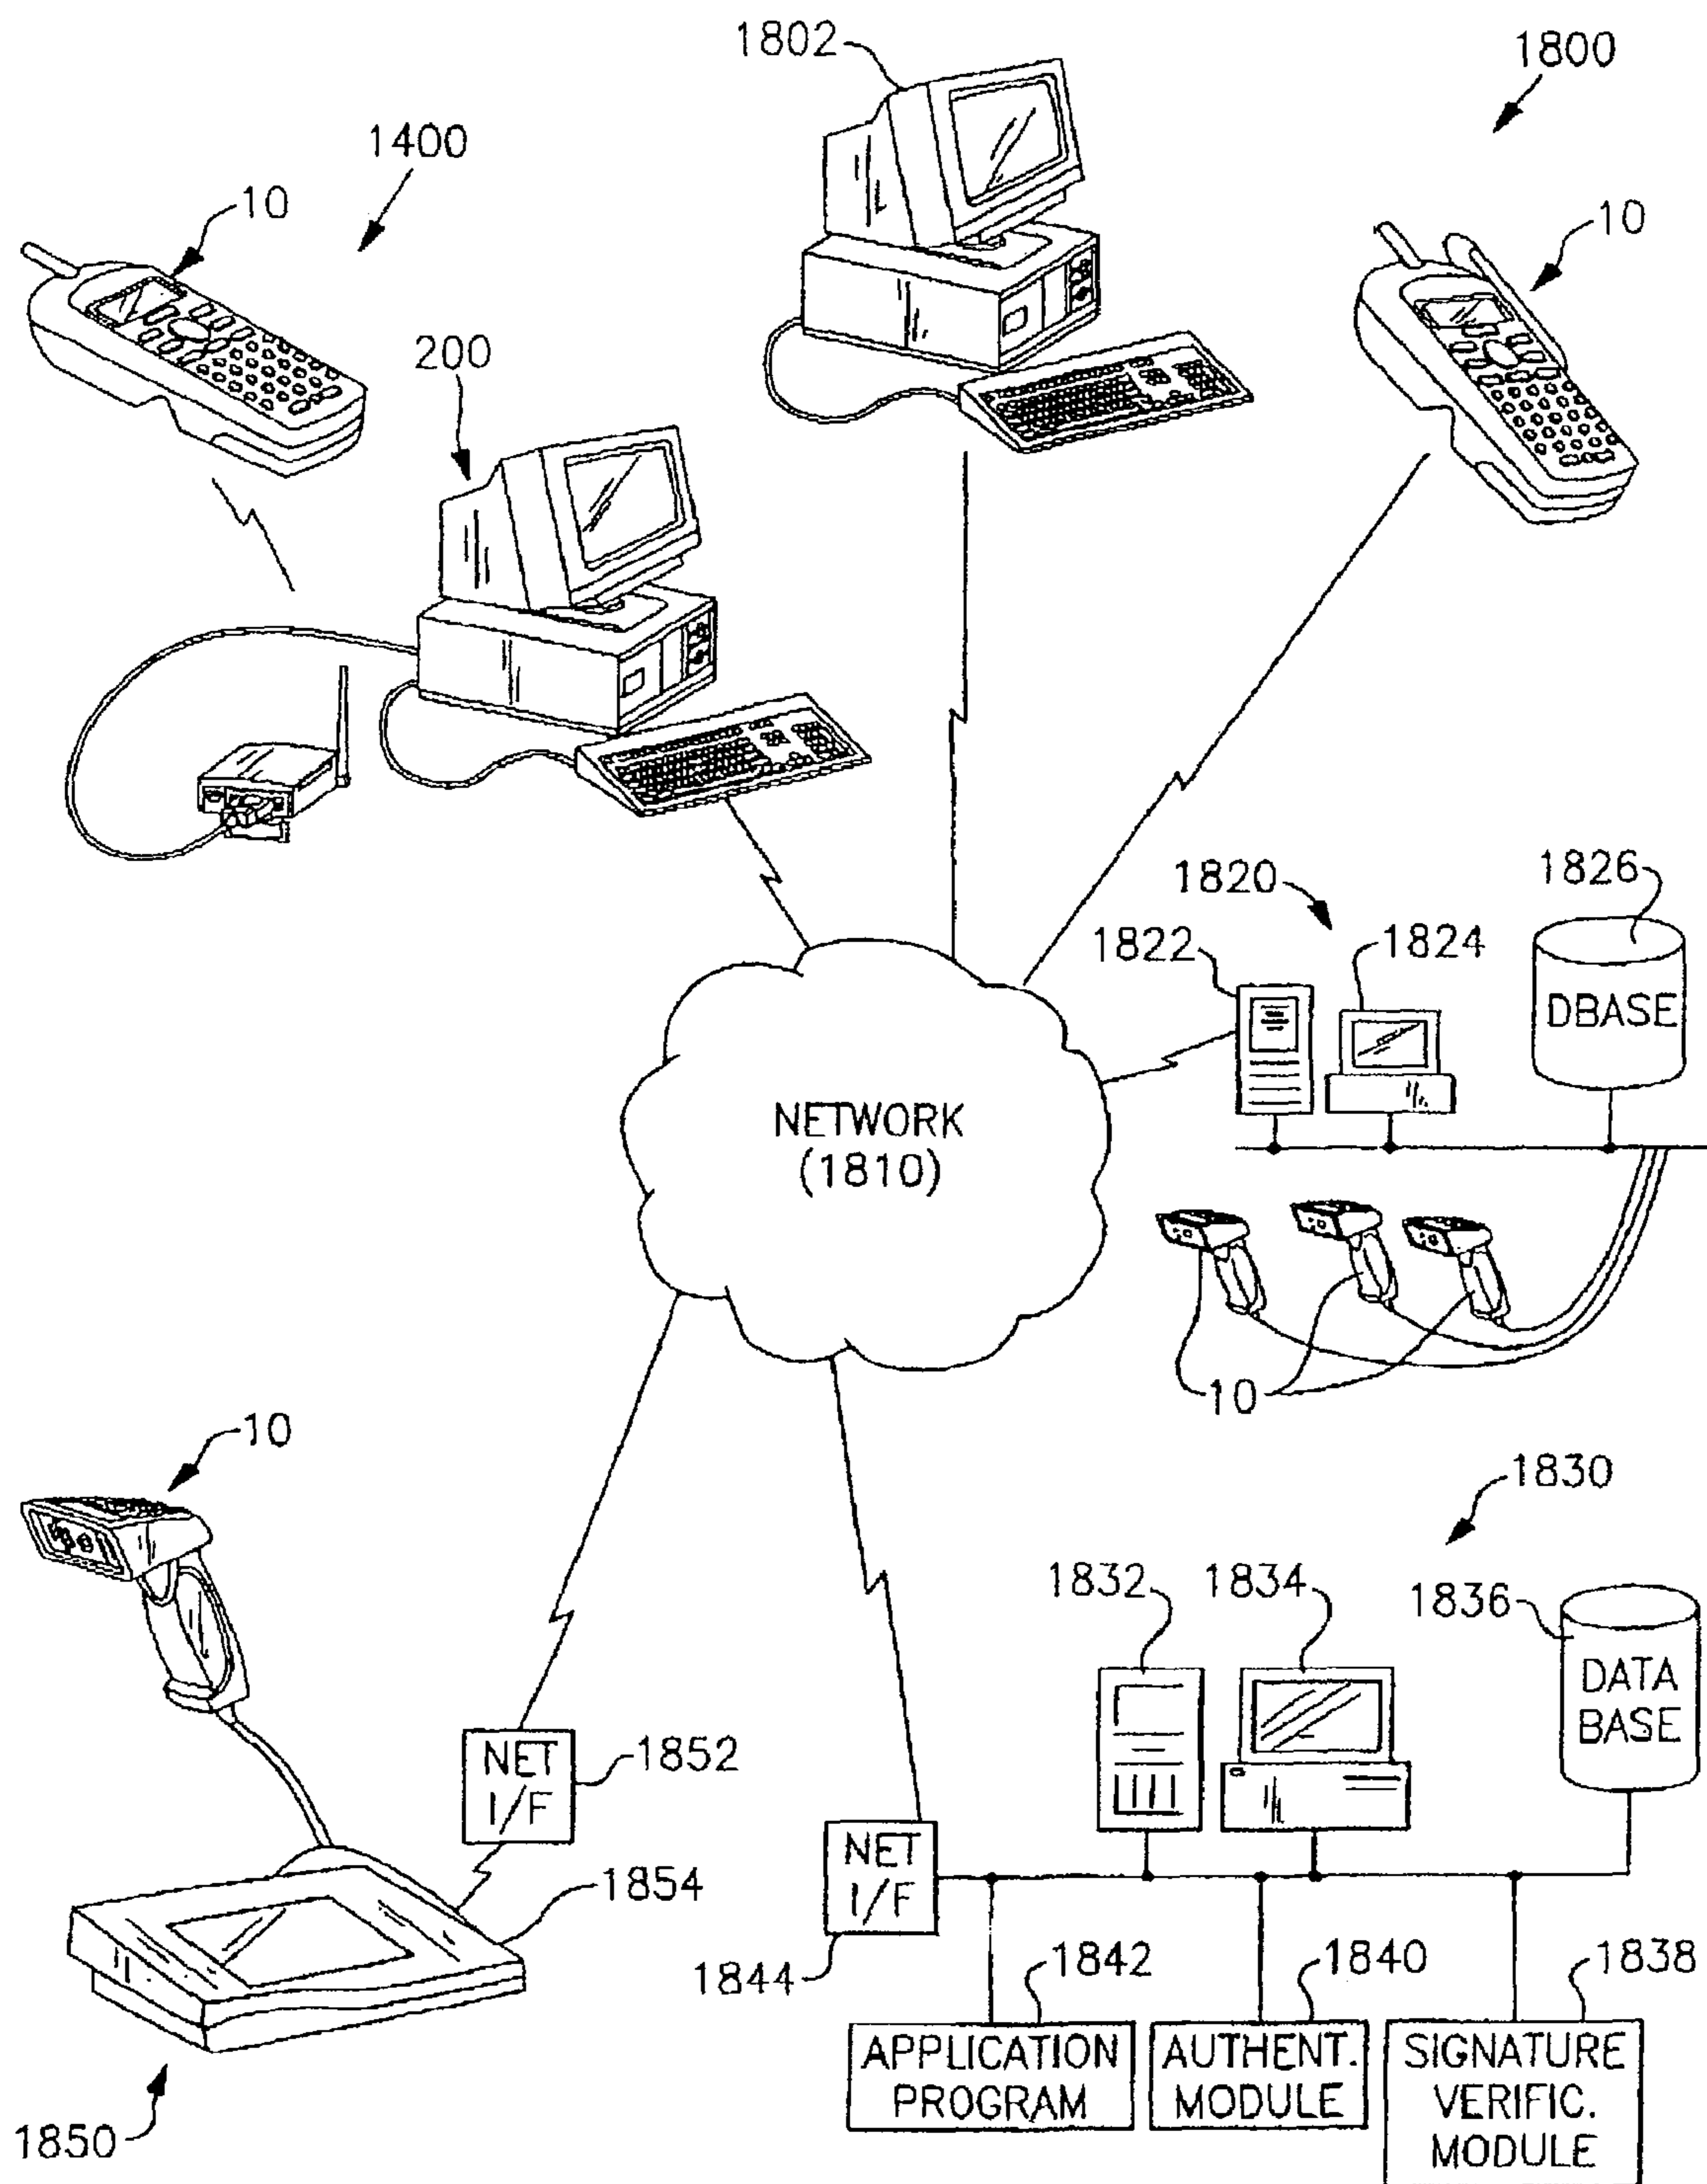 1802
1800
1400
10
10
200
1820
1826
1822
1824
DBASE
NETWORK
(1810)
10
10
1830
1832
1834
1836
DATA
BASE
NET
I/F
1852
NET
I/F
1854
1844
1842
1840
1838
APPLICATION
PROGRAM
AUTHENT.
MODULE
SIGNATURE
VERIFIC.
MODULE
1850